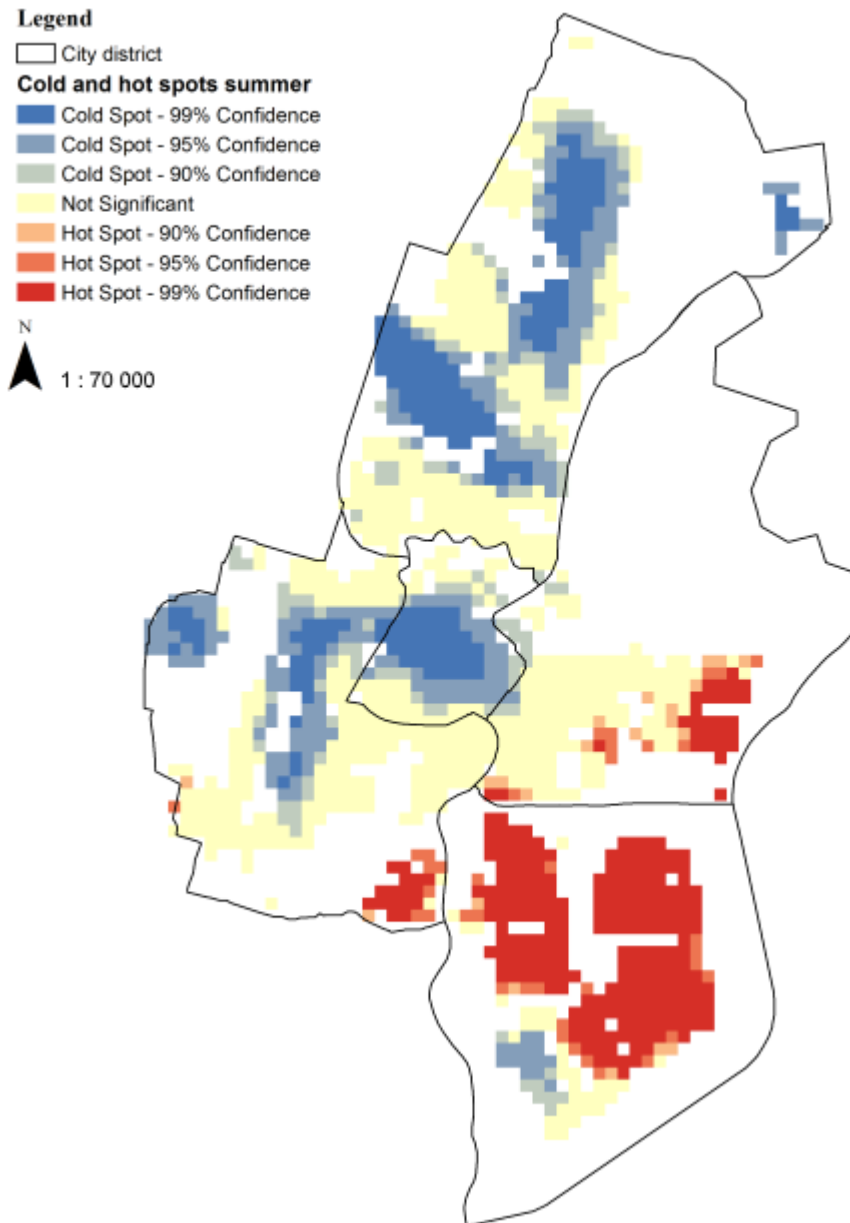 Legend
City district
Cold and hot spots summer
Cold Spot - 99% Confidence
Cold Spot - 95% Confidence
Cold Spot - 90% Confidence
Not Significant
Hot Spot - 90% Confidence
Hot Spot - 95% Confidence
Hot Spot - 99% Confidence
N
1 : 70 000